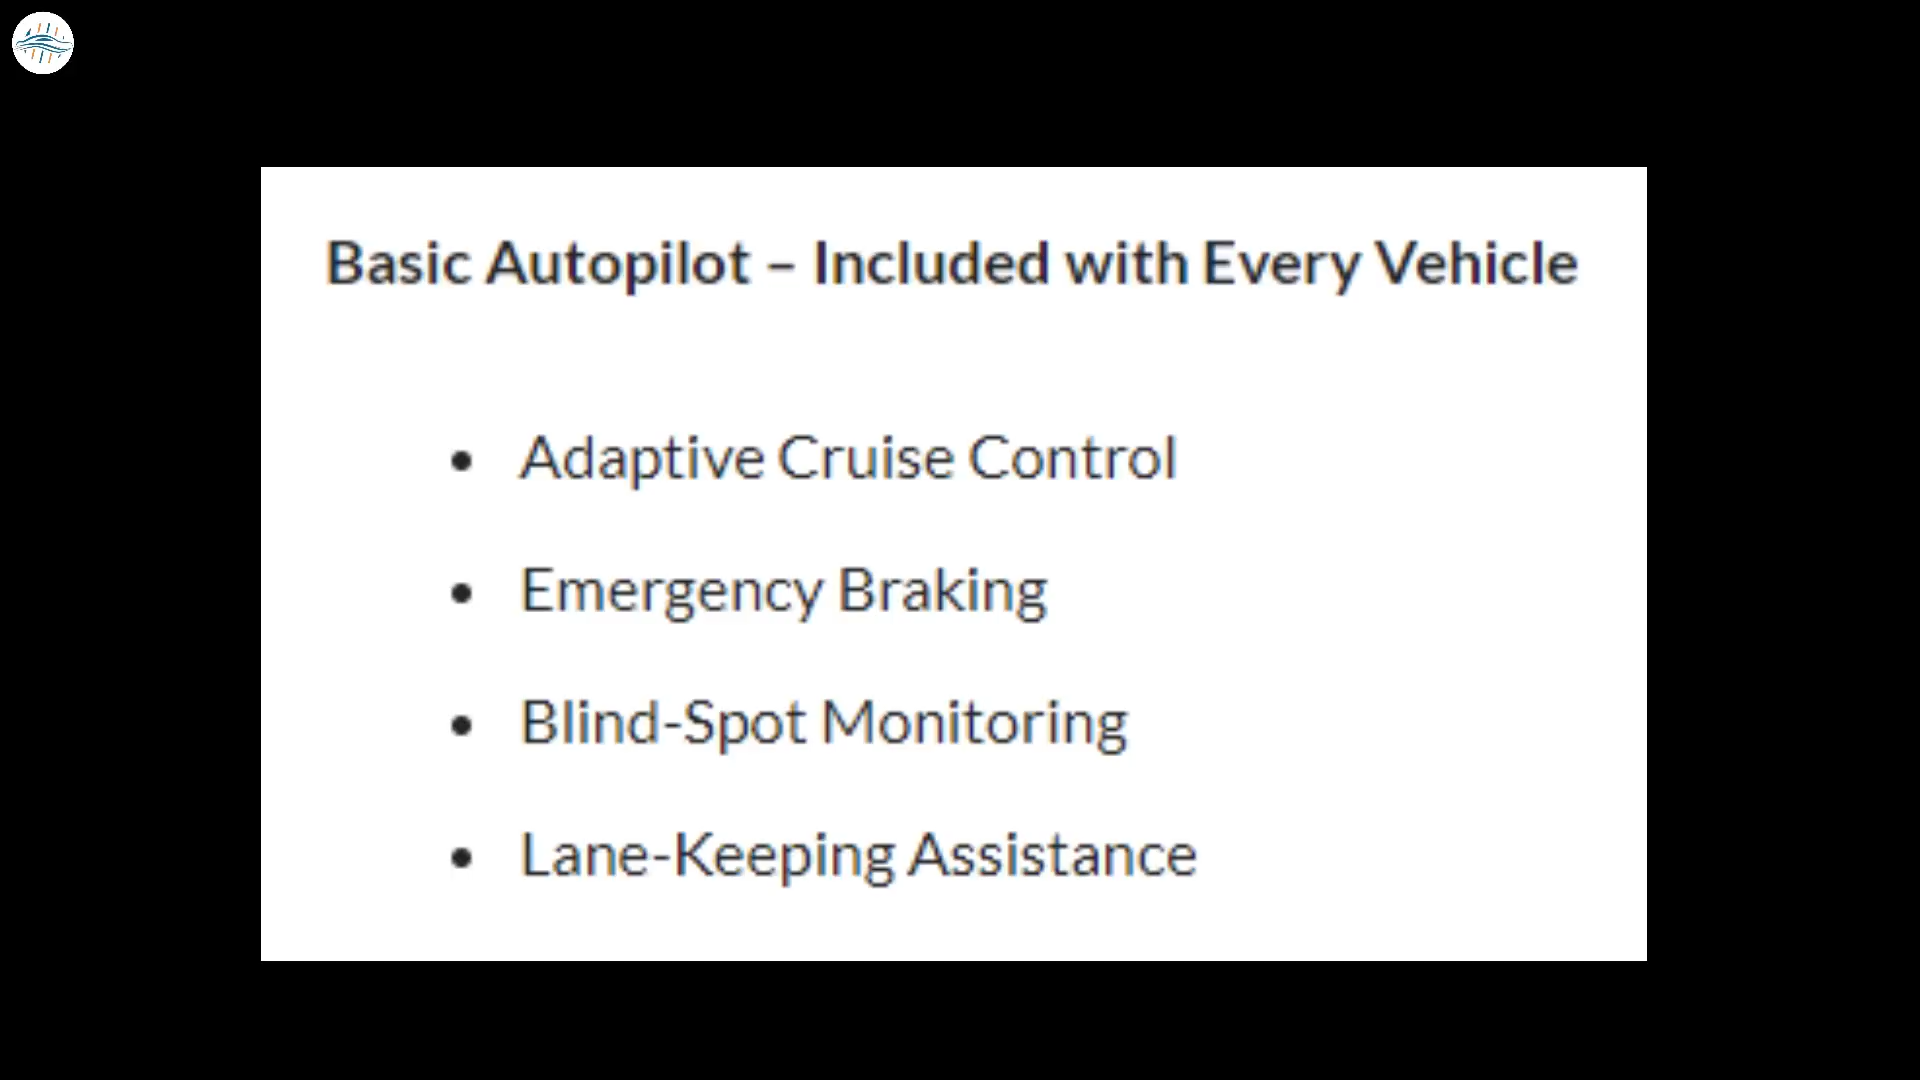 Basic Autopilot – Included with Every Vehicle
• Adaptive Cruise Control
• Emergency Braking
• Blind-Spot Monitoring
• Lane-Keeping Assistance